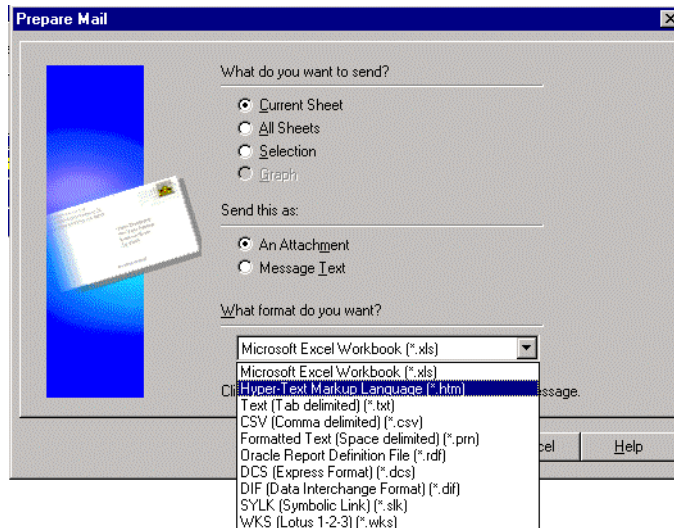 Prepare Mail
What do you want to send?
Current Sheet
All Sheets
Selection
Graph
Send this as:
An Attachment
Message Text
What format do you want?
Microsoft Excel Workbook (*.xls)
Microsoft Excel Workbook (*.xls)
Hyper-Text Markup Language (*.htm)
Text (Tab delimited) (*.txt)
CSV (Comma delimited) (*.csv)
Formatted Text (Space delimited) (*.prn)
Oracle Report Definition File (*.rdf)
Help
DCS (Express Format) (*.dcs)
DIF (Data Interchange Format) (*.dif)
SYLK (Symbolic Link) (*.slk)
WKS (Lotus 1-2-3) (*.wks)